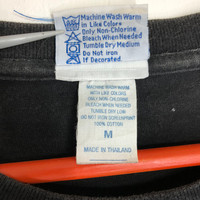 Machine Wash Warm
in Like Colors
Only Non-Chlorine
Bleach When Needed
Tumble Dry Medium
Do Not iron
If Decorated
MACHINE WASH WARM
WITH LIKE COLORS
ONLY NON-CHLORINE
BLEACH WHEN NEEDED
TUMBLE DRY LOW
DO NOT IRON SCREENPRINT
100% COTTON
M
MADE IN THAILAND